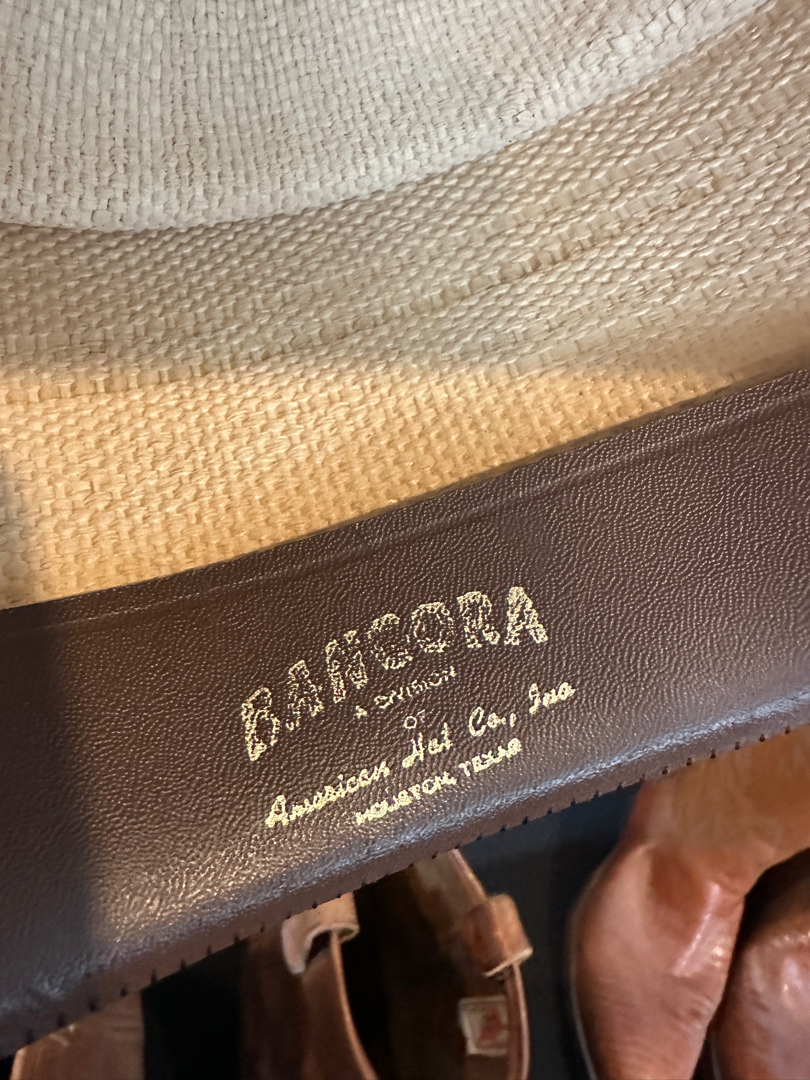 BANGORA
A DIVISION
OF
American Hat Co., Inc
HOUSTON, TEXAS